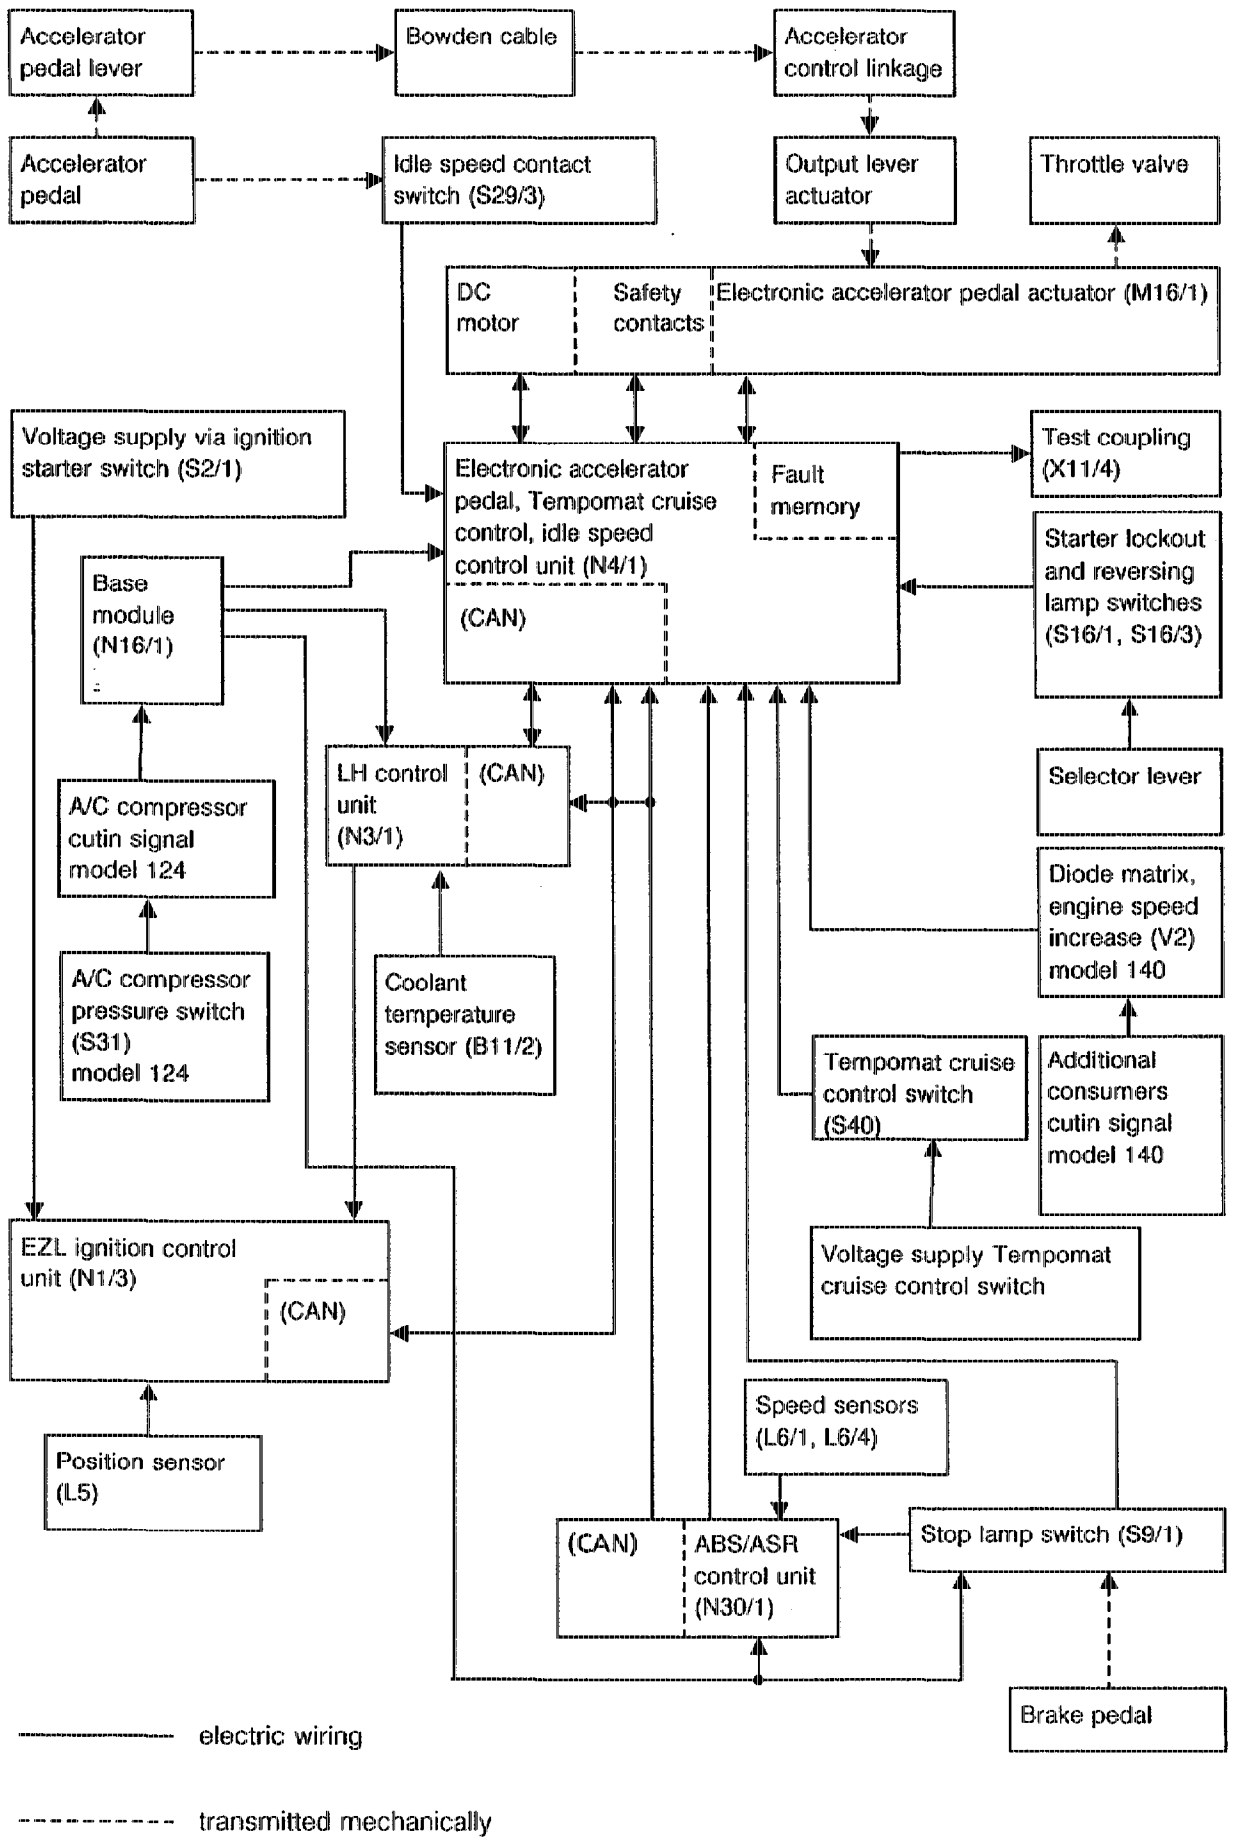 Accelerator
pedal lever
Bowden cable
Accelerator
control linkage
Accelerator
pedal
Idle speed contact
switch (S29/3)
Output lever
actuator
Throttle valve
DC
motor
Safety
contacts
Electronic accelerator pedal actuator (M16/1)
Voltage supply via ignition
starter switch (S2/1)
Electronic accelerator
pedal, Tempomat cruise
control, idle speed
control unit (N4/1)
(CAN)
Fault
memory
Test coupling
(X11/4)
Starter lockout
and reversing
lamp switches
(S16/1, S16/3)
Base
module
(N16/1)
Selector lever
LH control
unit
(N3/1)
(CAN)
A/C compressor
cutin signal
model 124
Diode matrix,
engine speed
increase (V2)
model 140
A/C compressor
pressure switch
(S31)
model 124
Coolant
temperature
sensor (B11/2)
Tempomat cruise
control switch
(S40)
Additional
consumers
cutin signal
model 140
EZL ignition control
unit (N1/3)
(CAN)
Voltage supply Tempomat
cruise control switch
Position sensor
(L5)
Speed sensors
(L6/1, L6/4)
(CAN)
ABS/ASR
control unit
(N30/1)
Stop lamp switch (S9/1)
Brake pedal
electric wiring
transmitted mechanically